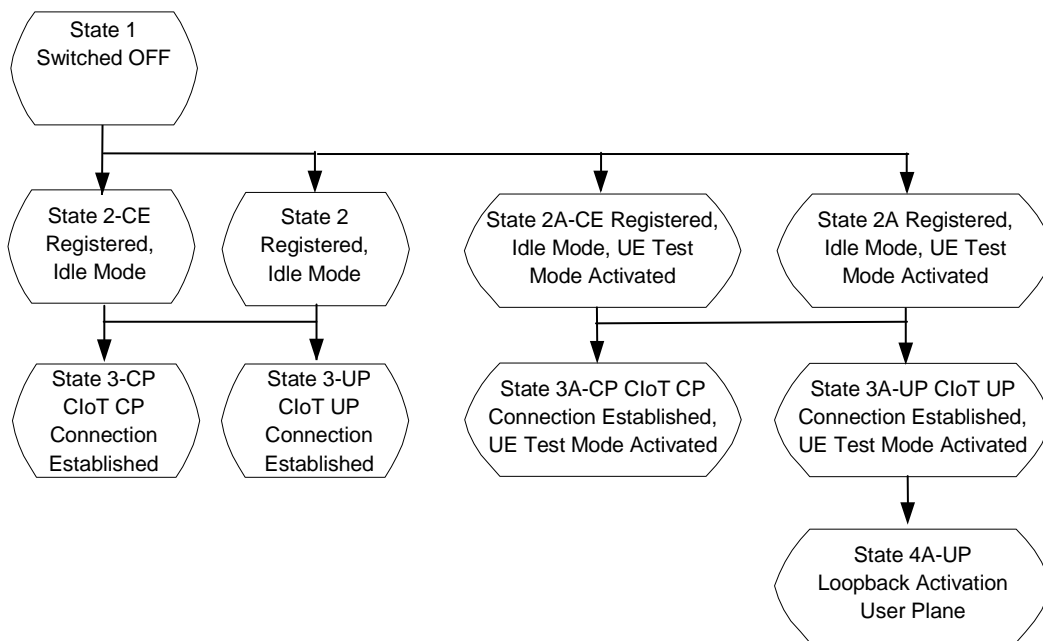 State 1
Switched OFF
State 2-CE
Registered,
Idle Mode
State 2
Registered,
Idle Mode
State 2A-CE Registered,
Idle Mode, UE Test
Mode Activated
State 2A Registered,
Idle Mode, UE Test
Mode Activated
State 3-CP
CIoT CP
Connection
Established
State 3-UP
CIoT UP
Connection
Established
State 3A-CP CIoT CP
Connection Established,
UE Test Mode Activated
State 3A-UP CIoT UP
Connection Established,
UE Test Mode Activated
State 4A-UP
Loopback Activation
User Plane